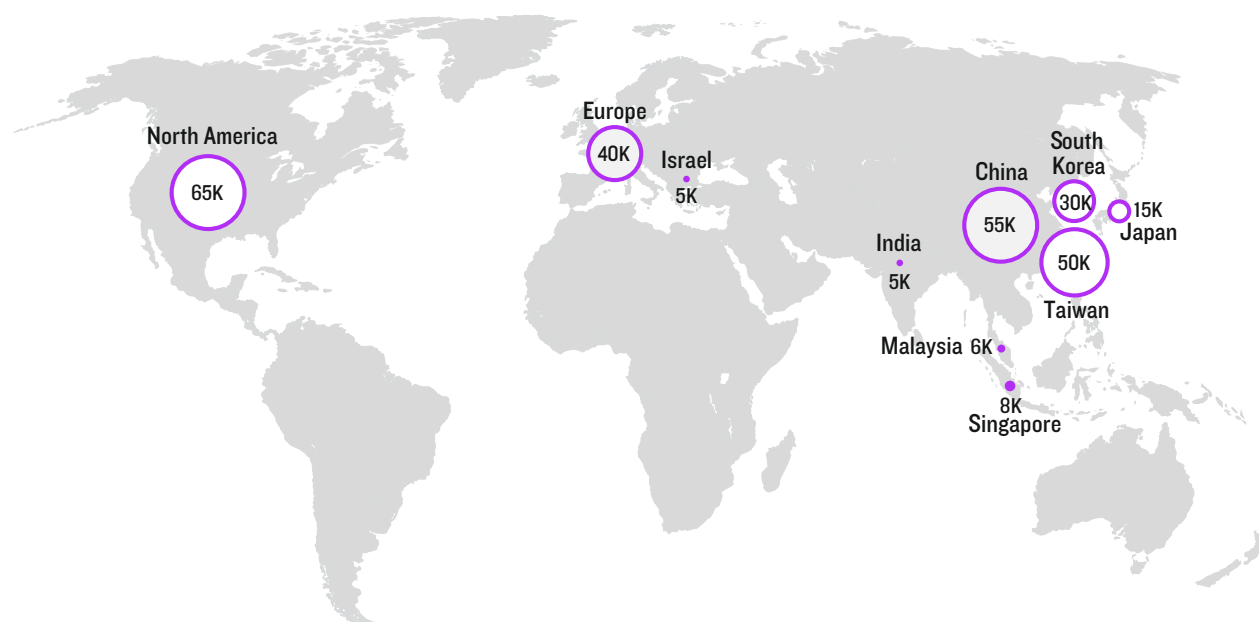 North America
65K
Europe
40K
Israel
5K
India
5K
China
55K
South
Korea
30K
15K
Japan
50K
Taiwan
Malaysia 6K
8K
Singapore